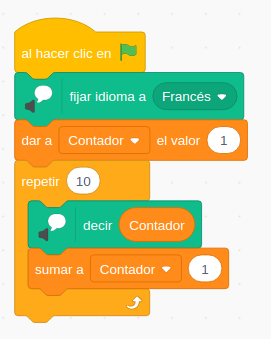 al hacer clic en
fijar idioma a Francés
dar a Contador el valor 1
repetir 10
decir Contador
sumar a Contador 1